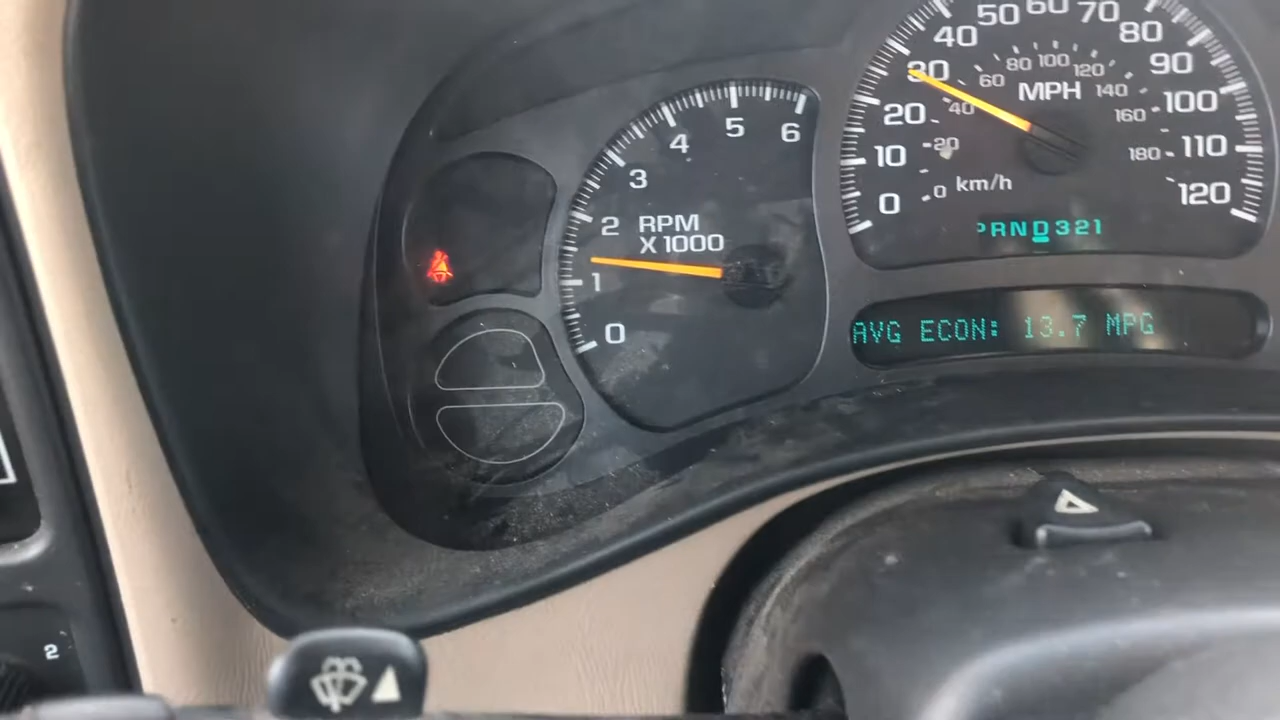 0 1 2 3 4 5 6
RPM
X 1000
0 10 20 30 40 50 60 70 80 90 100 110 120
0 20 40 60 80 100 120 140 160 180
MPH
km/h
PRND321
AVG ECON: 13.7 MPG
2